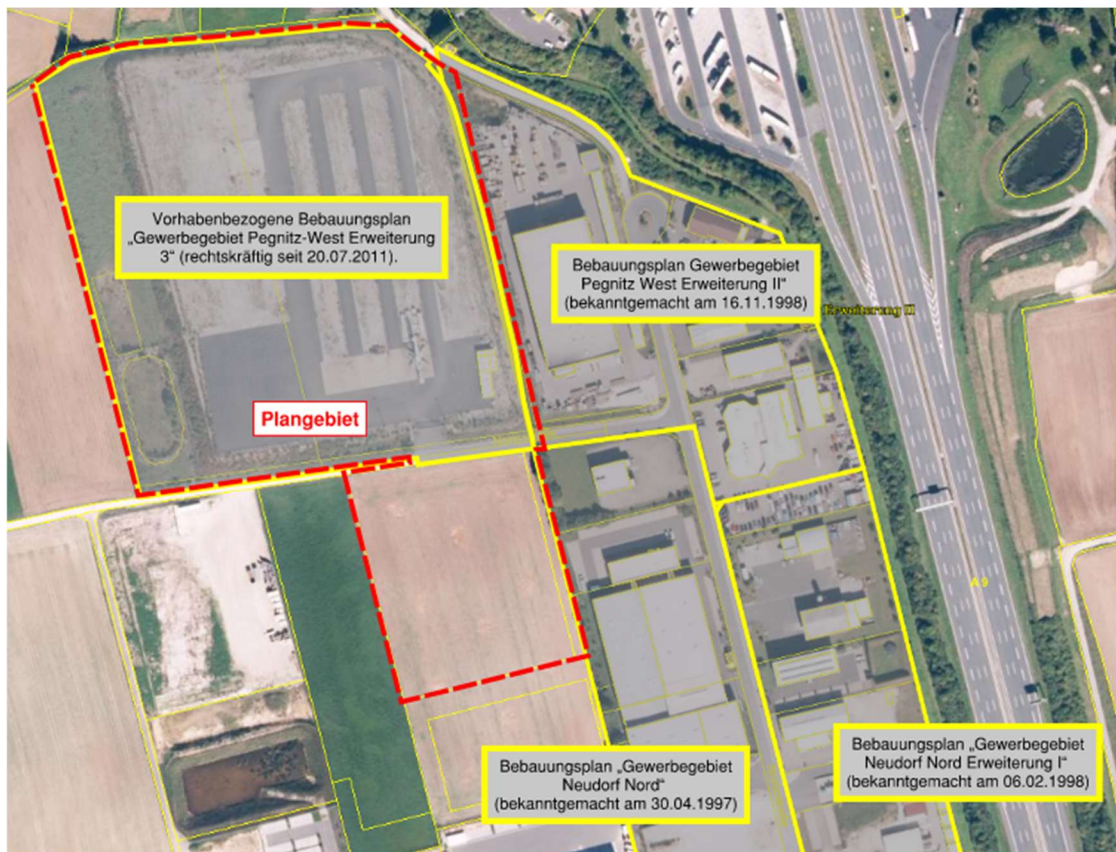 Vorhabenbezogene Bebauungsplan
„Gewerbegebiet Pegnitz-West Erweiterung
3“ (rechtskräftig seit 20.07.2011).
Bebauungsplan Gewerbegebiet
Pegnitz West Erweiterung II“
(bekanntgemacht am 16.11.1998)
Erweiterung II
Plangebiet
A 9
Bebauungsplan „Gewerbegebiet
Neudorf Nord“
(bekanntgemacht am 30.04.1997)
Bebauungsplan „Gewerbegebiet
Neudorf Nord Erweiterung I“
(bekanntgemacht am 06.02.1998)